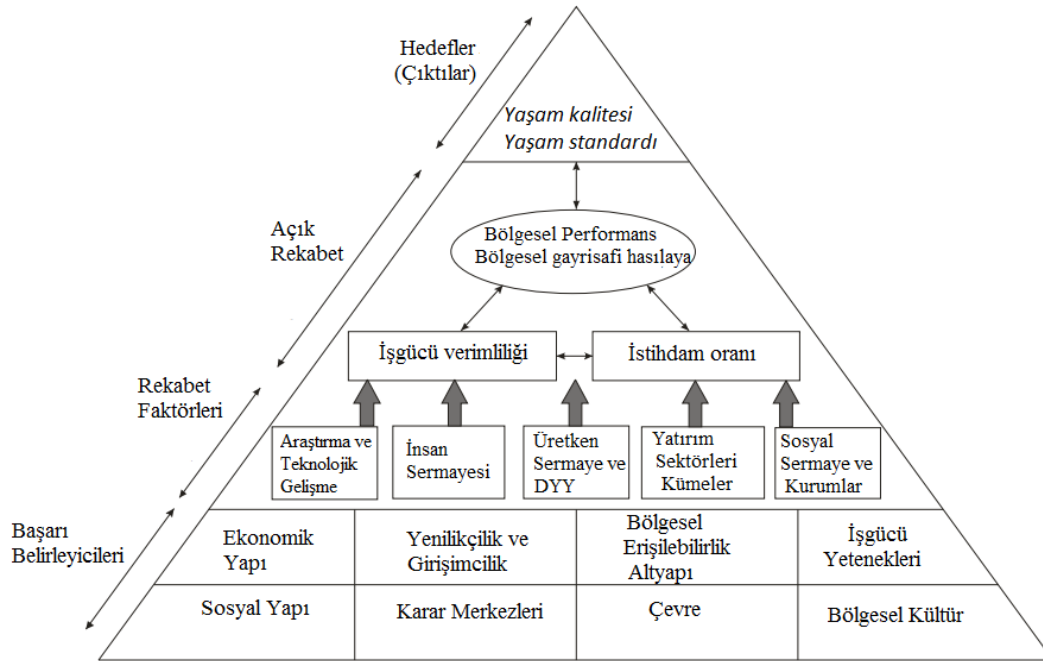 Hedefler
(Çıktılar)
Yaşam kalitesi
Yaşam standardı
Açık
Rekabet
Bölgesel Performans
Bölgesel gayrisafi hasılaya
İşgücü verimliliği
İstihdam oranı
Rekabet
Faktörleri
Araştırma ve
Teknolojik
Gelişme
İnsan
Sermayesi
Üretken
Sermaye ve
DYY
Yatırım
Sektörleri
Kümeler
Sosyal
Sermaye ve
Kurumlar
Başarı
Belirleyicileri
Ekonomik
Yapı
Yenilikçilik ve
Girişimcilik
Bölgesel
Erişilebilirlik
Altyapı
İşgücü
Yetenekleri
Sosyal Yapı
Karar Merkezleri
Çevre
Bölgesel Kültür